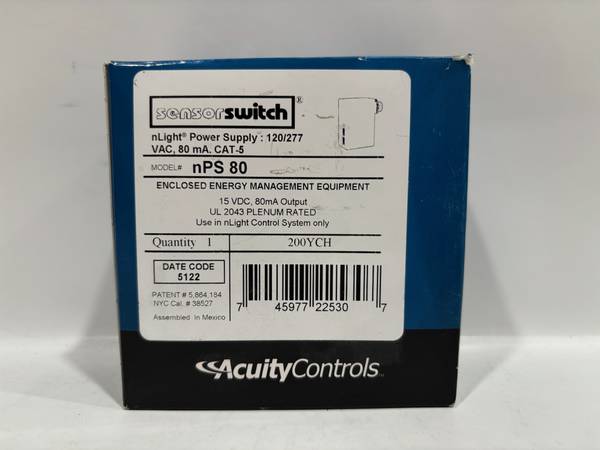 sensorswitch®
nLight® Power Supply : 120/277
VAC, 80 mA. CAT-5
MODEL# nPS 80
ENCLOSED ENERGY MANAGEMENT EQUIPMENT
15 VDC, 80mA Output
UL 2043 PLENUM RATED
Use in nLight Control System only
Quantity 1 200YCH
DATE CODE
5122
PATENT # 5,864,184
NYC Cal. # 38527
Assembled In Mexico
7 45977 22530 7
AcuityControls™